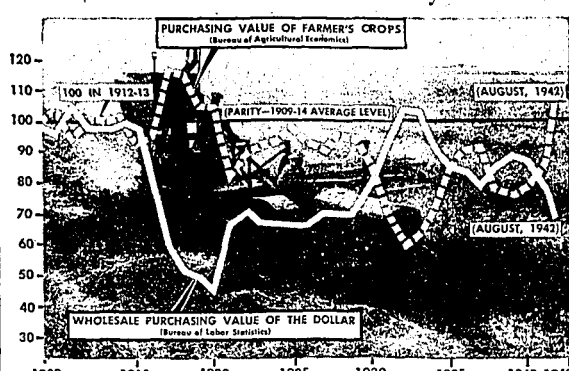 PURCHASING VALUE OF FARMER'S CROPS
(Bureau of Agricultural Economics)
120
110
100 IN 1912-13
(AUGUST, 1942)
(PARITY—1909-14 AVERAGE LEVEL)
100
90
80
70
(AUGUST, 1942)
60
50
40
WHOLESALE PURCHASING VALUE OF THE DOLLAR
(Bureau of Labor Statistics)
30